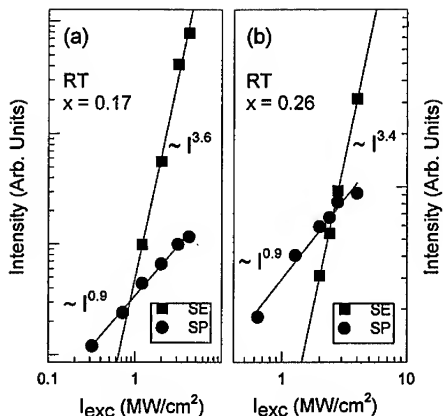 (a)
RT
x = 0.17
~ I^3.6
~ I^0.9
SE
SP
Intensity (Arb. Units)
0.1
1
I_exc (MW/cm²)
(b)
RT
x = 0.26
~ I^3.4
~ I^0.9
SE
SP
Intensity (Arb. Units)
1
10
I_exc (MW/cm²)